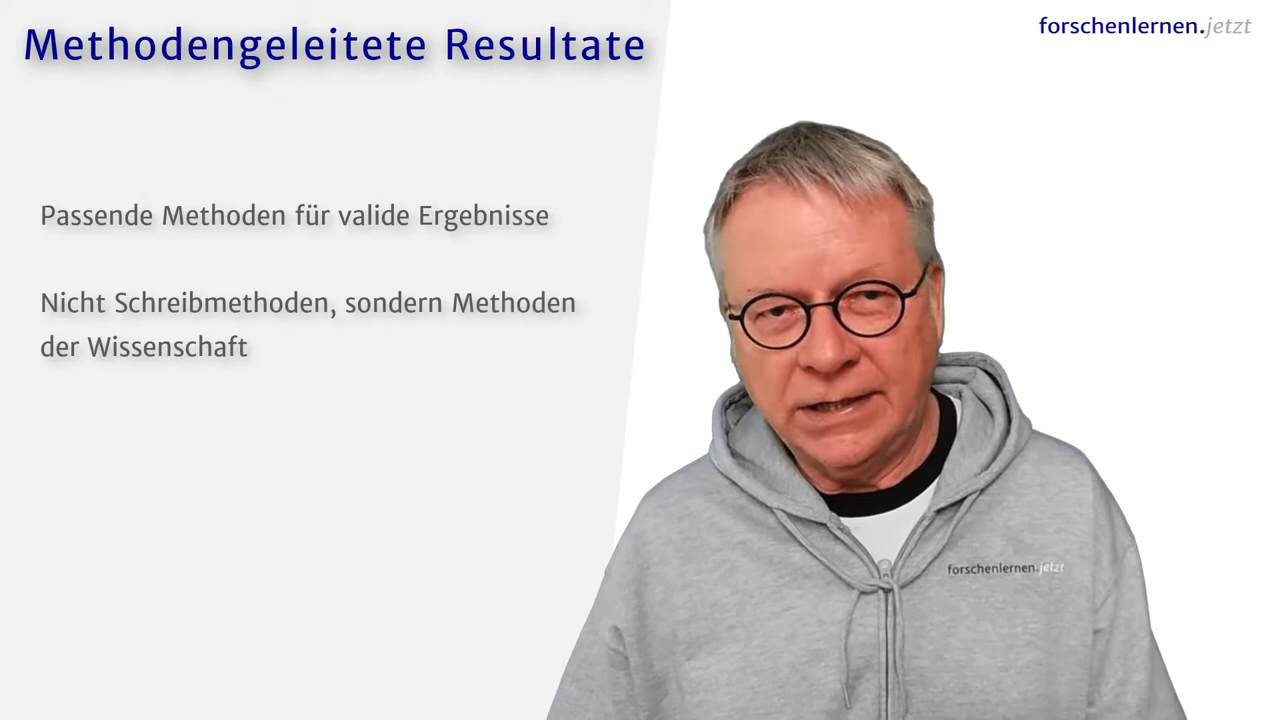 Methodengeleitete Resultate
forschenlernen.jetzt
Passende Methoden für valide Ergebnisse
Nicht Schreibmethoden, sondern Methoden
der Wissenschaft
forschenlernen.jetzt